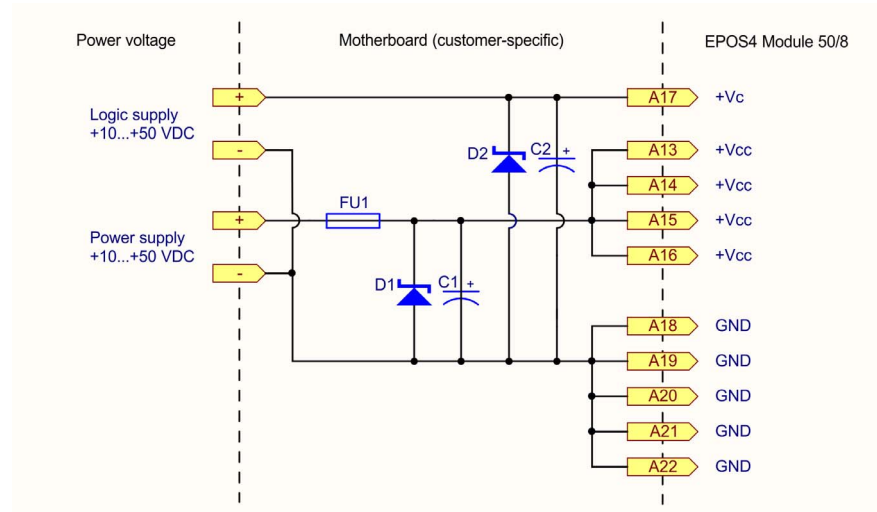 Power voltage
Motherboard (customer-specific)
EPOS4 Module 50/8
+
A17
+Vc
Logic supply
+10...+50 VDC
-
D2
C2
+
A13
+Vcc
A14
+Vcc
FU1
+
A15
+Vcc
Power supply
+10...+50 VDC
A16
+Vcc
-
D1
C1
+
A18
GND
A19
GND
A20
GND
A21
GND
A22
GND